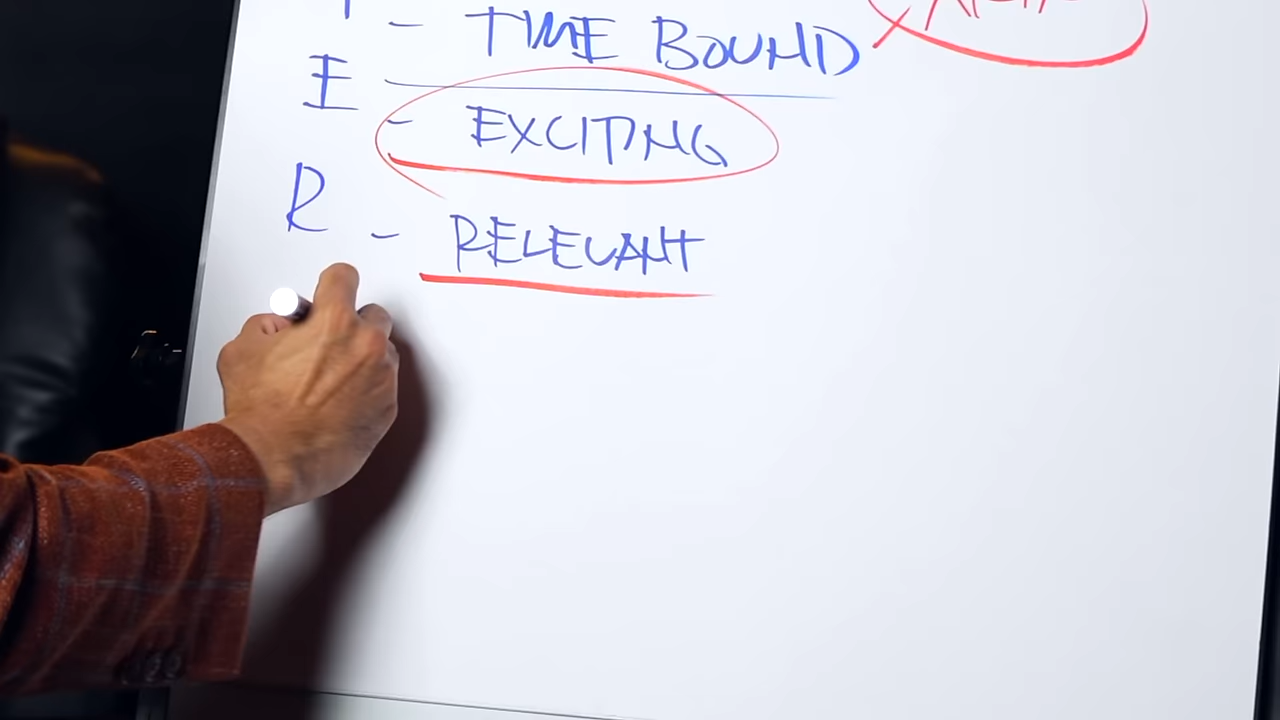 T - TIME BOUND
E - EXCITING
R - RELEVANT